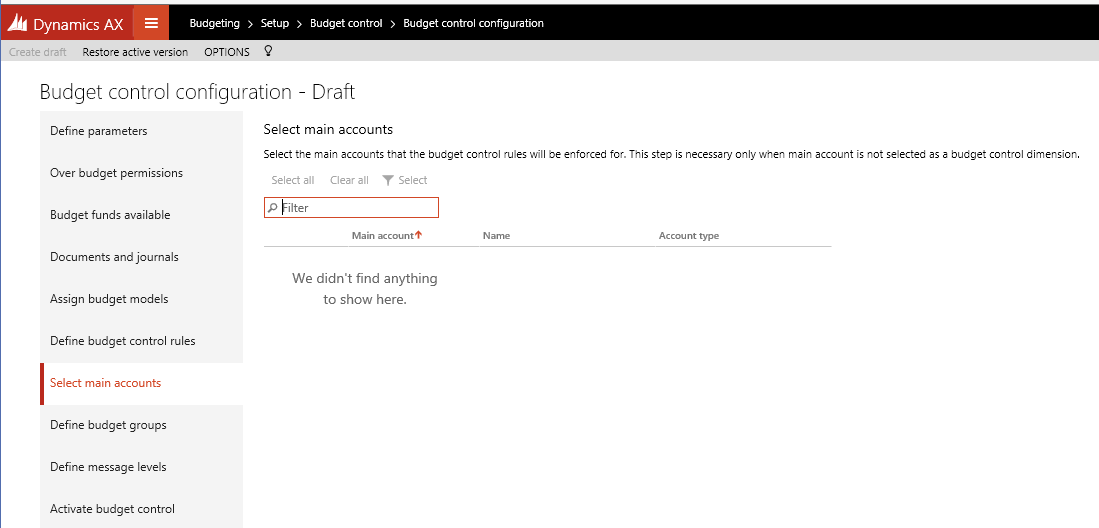 Dynamics AX
Budgeting > Setup > Budget control > Budget control configuration
Create draft Restore active version OPTIONS
Budget control configuration - Draft
Define parameters
Over budget permissions
Budget funds available
Documents and journals
Assign budget models
Define budget control rules
Select main accounts
Define budget groups
Define message levels
Activate budget control
Select main accounts
Select the main accounts that the budget control rules will be enforced for. This step is necessary only when main account is not selected as a budget control dimension.
Select all Clear all Select
Filter
Main account Name Account type
We didn't find anything
to show here.